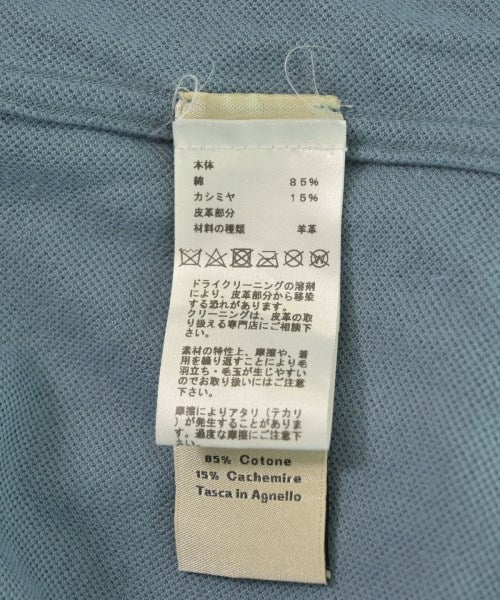 本体
綿 85%
カシミヤ 15%
皮革部分
材料の種類 羊革
ドライクリーニングの溶剤
により、皮革部分から移染
する恐れがあります。
クリーニングは、皮革の取
り扱える専門店にご相談下
さい。
素材の特性上、摩擦や、着
用を繰り返すことにより毛
羽立ち・毛玉が生じやすい
のでお取り扱いにはご注意
下さい。
摩擦によりアタリ（テカリ
）が発生することがありま
す。過度な摩擦にご注意下
さい。
85% Cotone
15% Cachemire
Tasca in Agnello